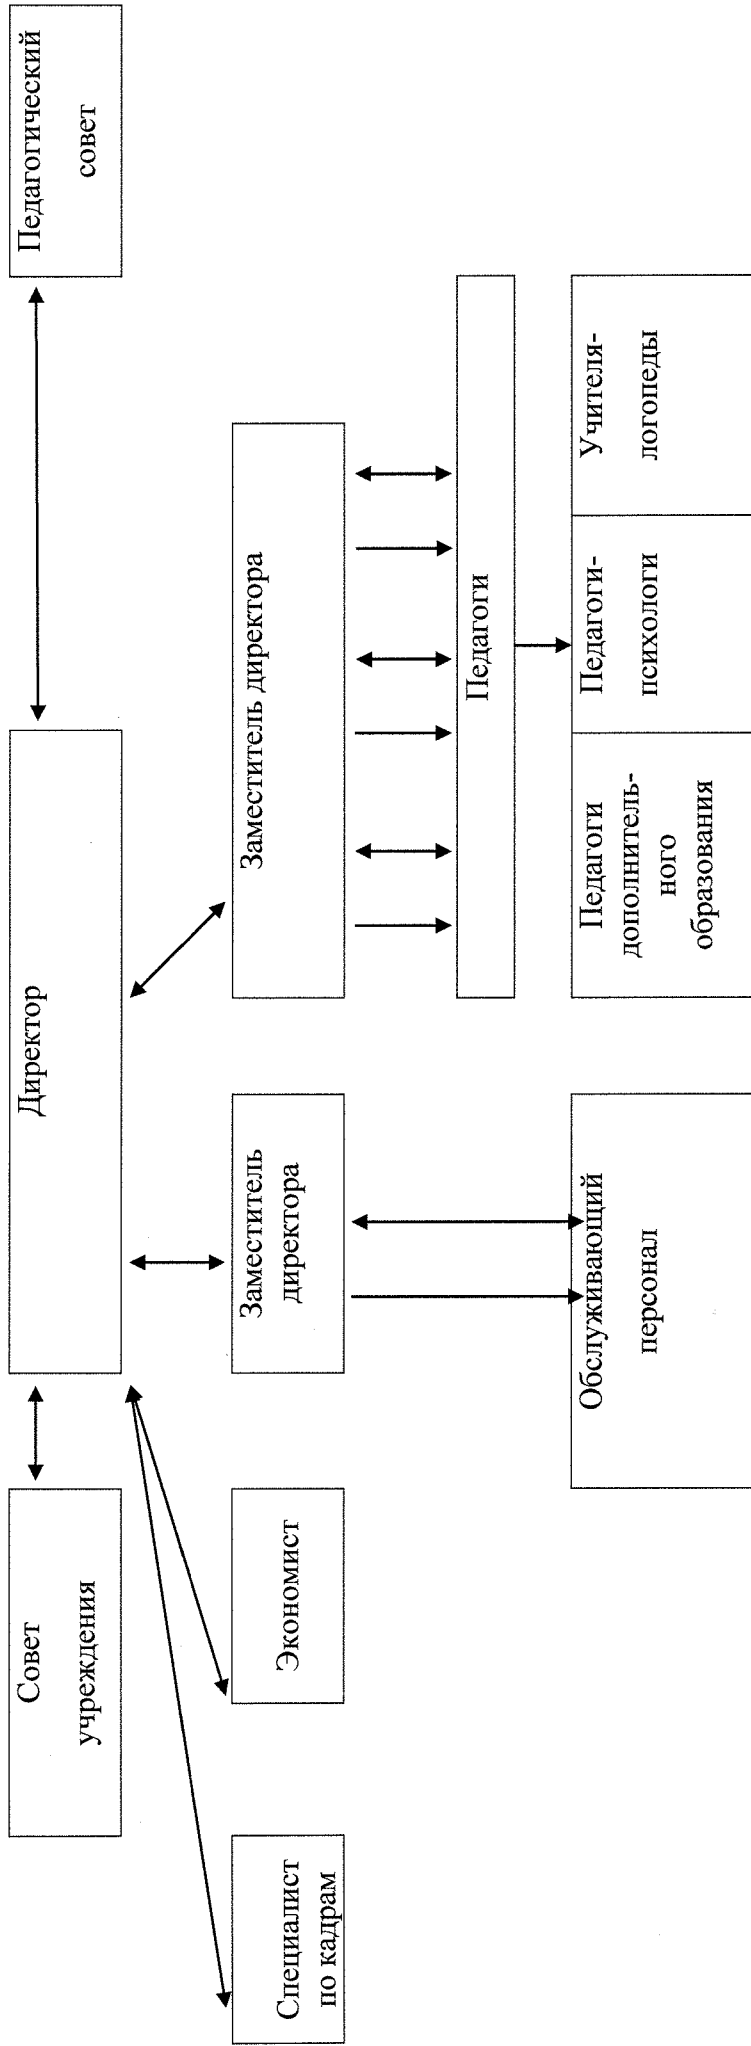 Совет
учреждения
Директор
Педагогический
совет
Специалист
по кадрам
Экономист
Заместитель
директора
Заместитель директора
Педагоги
Обслуживающий
персонал
Педагоги
дополнитель-
ного
образования
Педагоги-
психологи
Учителя-
логопеды